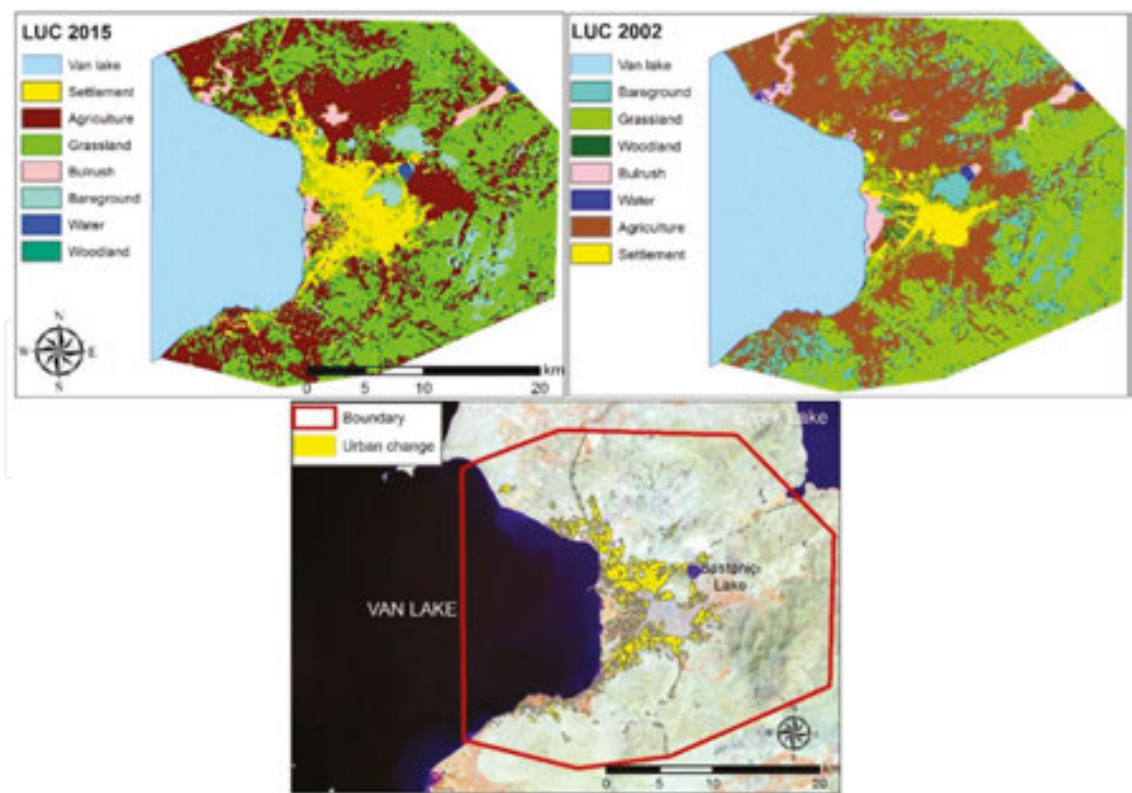 LUC 2015
Van lake
Settlement
Agriculture
Grassland
Bulrush
Bareground
Water
Woodland
N
W E
S
km
0 5 10 20
LUC 2002
Van lake
Bareground
Grassland
Woodland
Bulrush
Water
Agriculture
Settlement
Boundary
Urban change
Lake
Lake
VAN LAKE
km
0 5 10 20